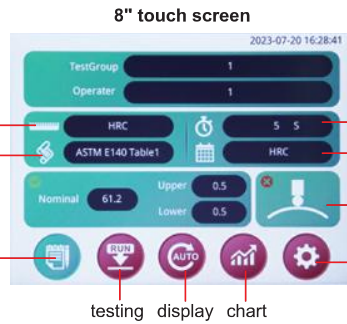 8" touch screen
2023-07-20 16:28:41
TestGroup 1
Operater 1
HRC 5 S
ASTM E140 Table1 HRC
Nominal 61.2 Upper 0.5
Lower 0.5
RUN AUTO
testing display chart